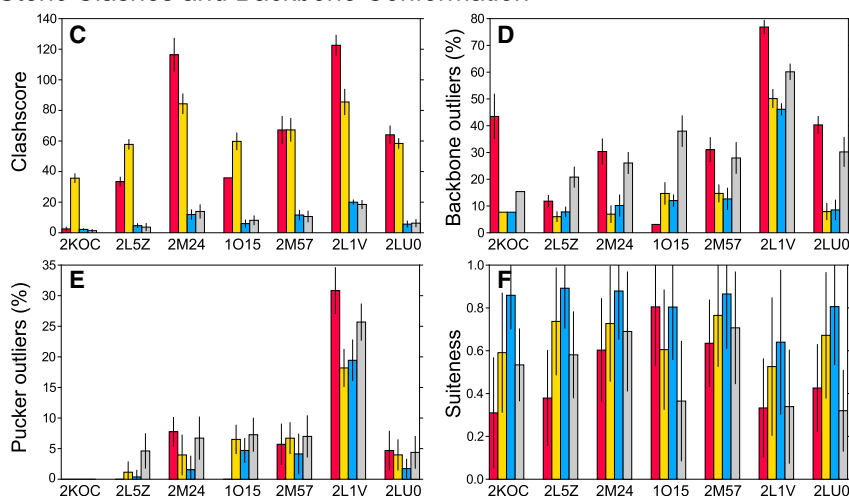 Steric Clashes and Backbone Conformation
C
Clashscore
140
120
100
80
60
40
20
0
2KOC 2L5Z 2M24 1O15 2M57 2L1V 2LU0
D
Backbone outliers (%)
80
70
60
50
40
30
20
10
0
2KOC 2L5Z 2M24 1O15 2M57 2L1V 2LU0
E
Pucker outliers (%)
35
30
25
20
15
10
5
0
2KOC 2L5Z 2M24 1O15 2M57 2L1V 2LU0
F
Suiteness
1.0
0.8
0.6
0.4
0.2
0.0
2KOC 2L5Z 2M24 1O15 2M57 2L1V 2LU0